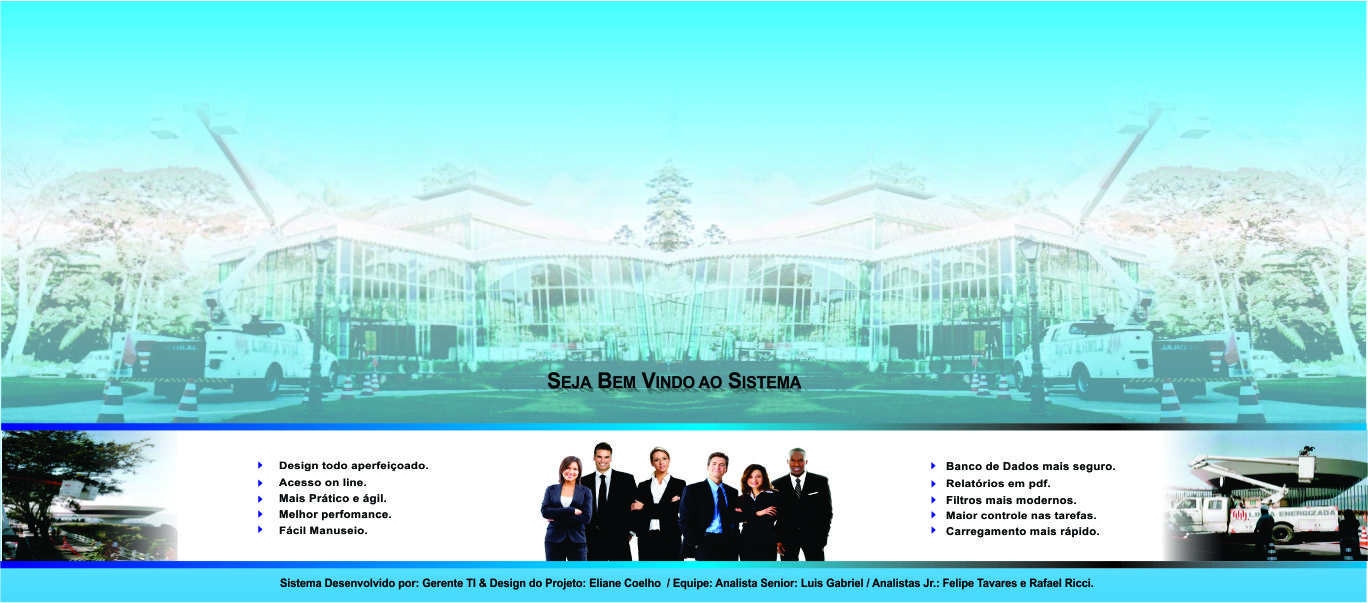 SEJA BEM VINDO AO SISTEMA
Design todo aperfeiçoado.
Acesso on line.
Mais Prático e ágil.
Melhor perfomance.
Fácil Manuseio.
Banco de Dados mais seguro.
Relatórios em pdf.
Filtros mais modernos.
Maior controle nas tarefas.
Carregamento mais rápido.
LINHA ENERGIZADA
Sistema Desenvolvido por: Gerente TI & Design do Projeto: Eliane Coelho / Equipe: Analista Senior: Luis Gabriel / Analistas Jr.: Felipe Tavares e Rafael Ricci.